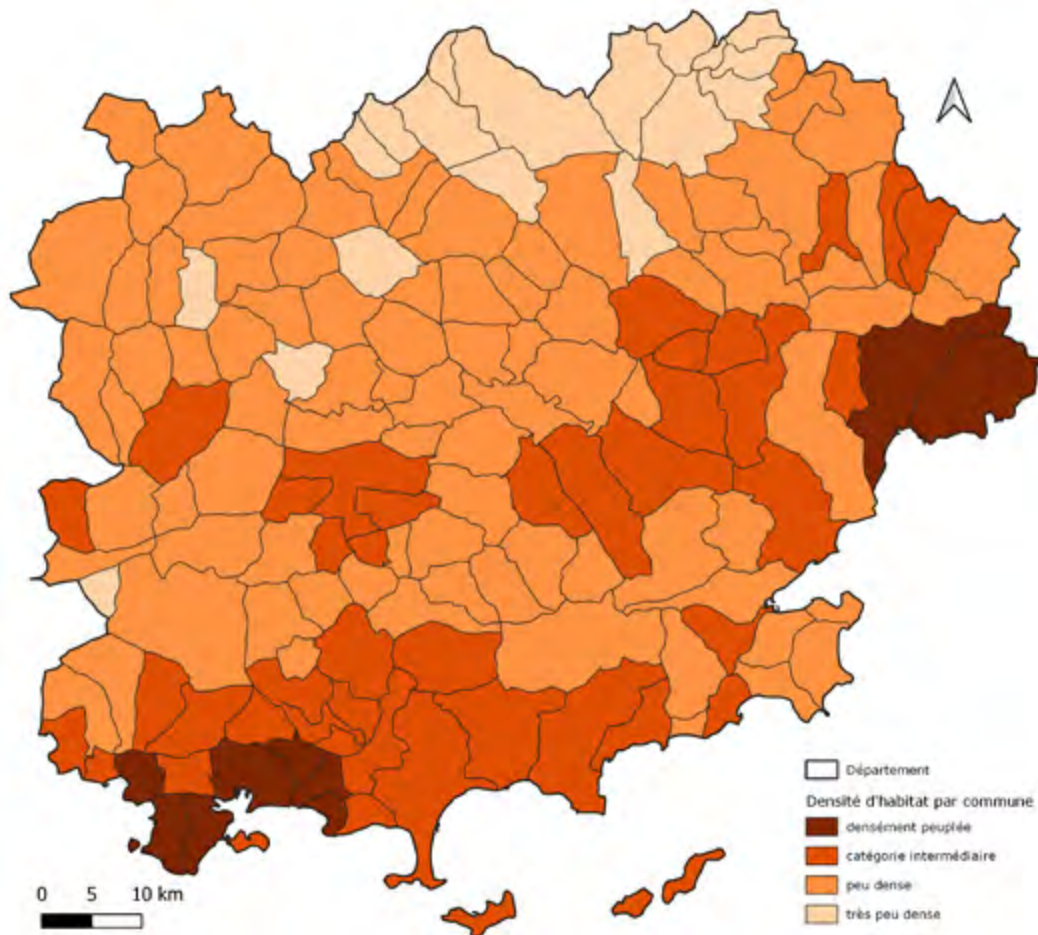 Département
Densité d'habitat par commune
densément peuplée
catégorie intermédiaire
peu dense
très peu dense
0 5 10 km